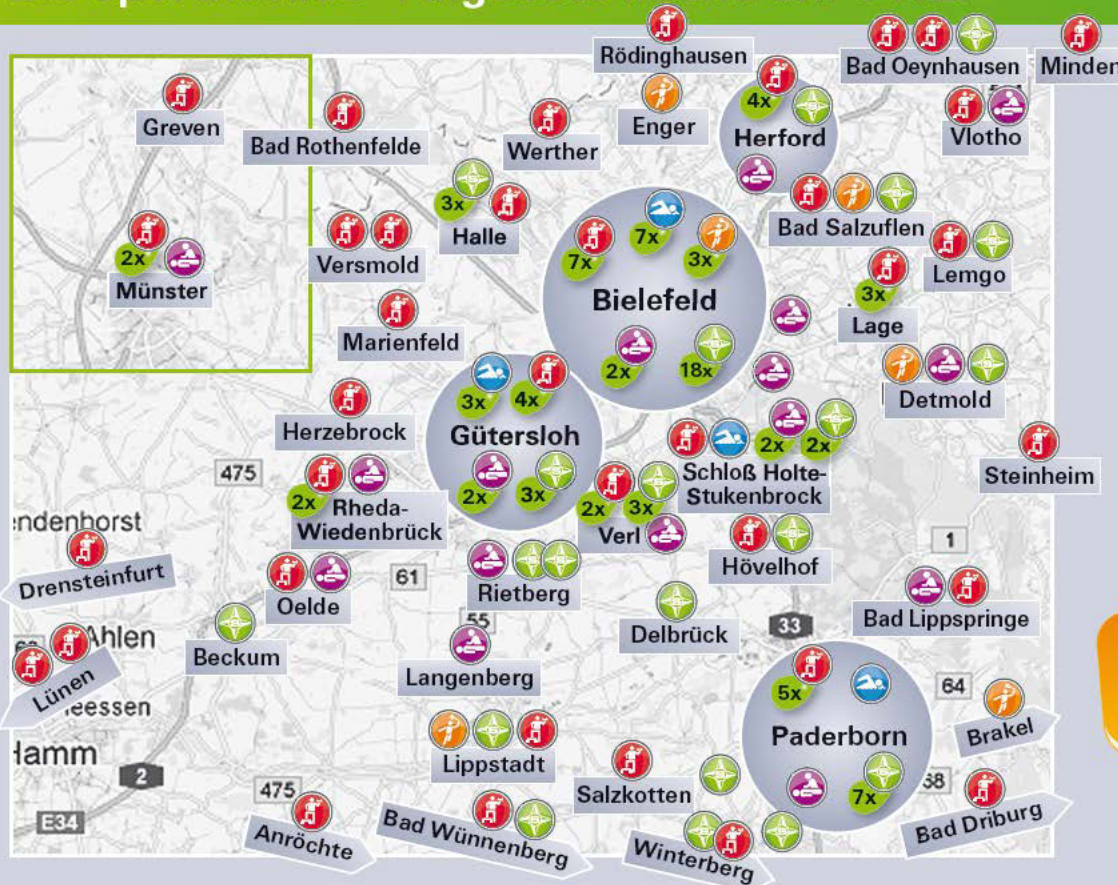 Rödinghausen
Bad Oeynhausen
Minden
Greven
Bad Rothenfelde
Werther
Enger
4x
Herford
Vlotho
3x
Halle
Bad Salzuflen
2x
Münster
Versmold
7x
7x
3x
Bielefeld
Lemgo
3x
Lage
Marienfeld
2x
18x
Detmold
3x
4x
Gütersloh
2x
3x
Herzebrock
2x
2x
Schloß Holte-
Stukenbrock
Steinheim
475
2x
Rheda-
Wiedenbrück
2x
3x
Verl
endenhorst
Drensteinfurt
Hövelhof
1
Oelde
61
Rietberg
Bad Lippspringe
Ahlen
Lünen
Beckum
55
Langenberg
Delbrück
33
eessen
5x
Paderborn
7x
64
Brakel
Hamm
2
Lippstadt
Salzkotten
475
E34
Anröchte
Bad Wünnenberg
Winterberg
Bad Driburg